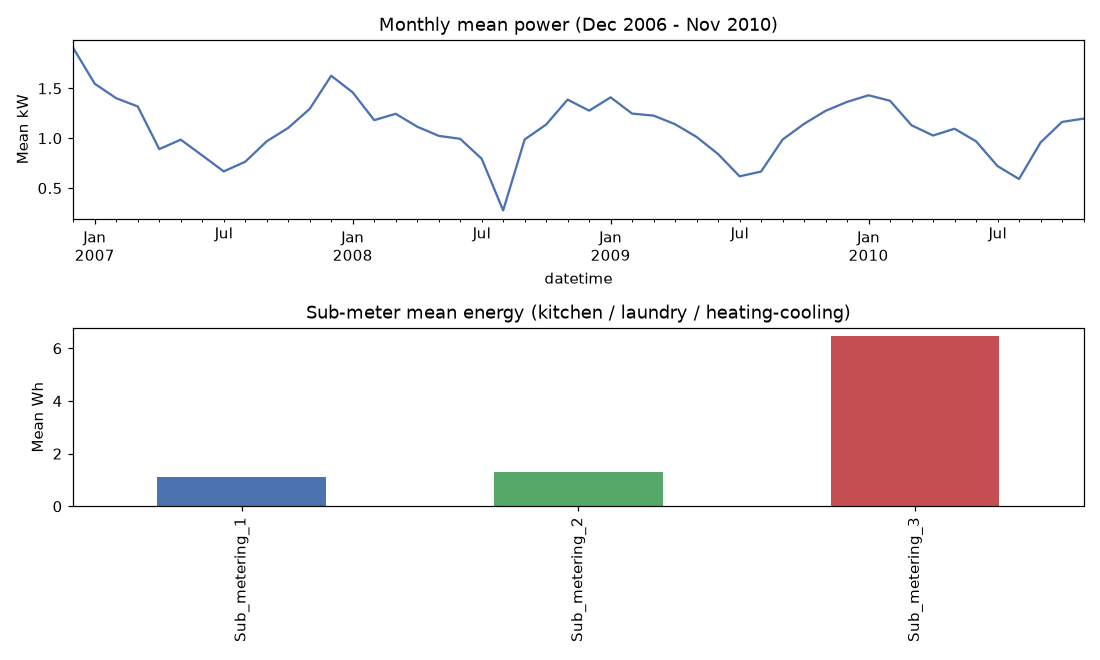 Monthly mean power (Dec 2006 - Nov 2010)
Mean kW
1.5
1.0
0.5
Jan
2007
Jul
Jan
2008
Jul
Jan
2009
Jul
Jan
2010
Jul
datetime
Sub-meter mean energy (kitchen / laundry / heating-cooling)
Mean Wh
6
4
2
0
Sub_metering_1
Sub_metering_2
Sub_metering_3